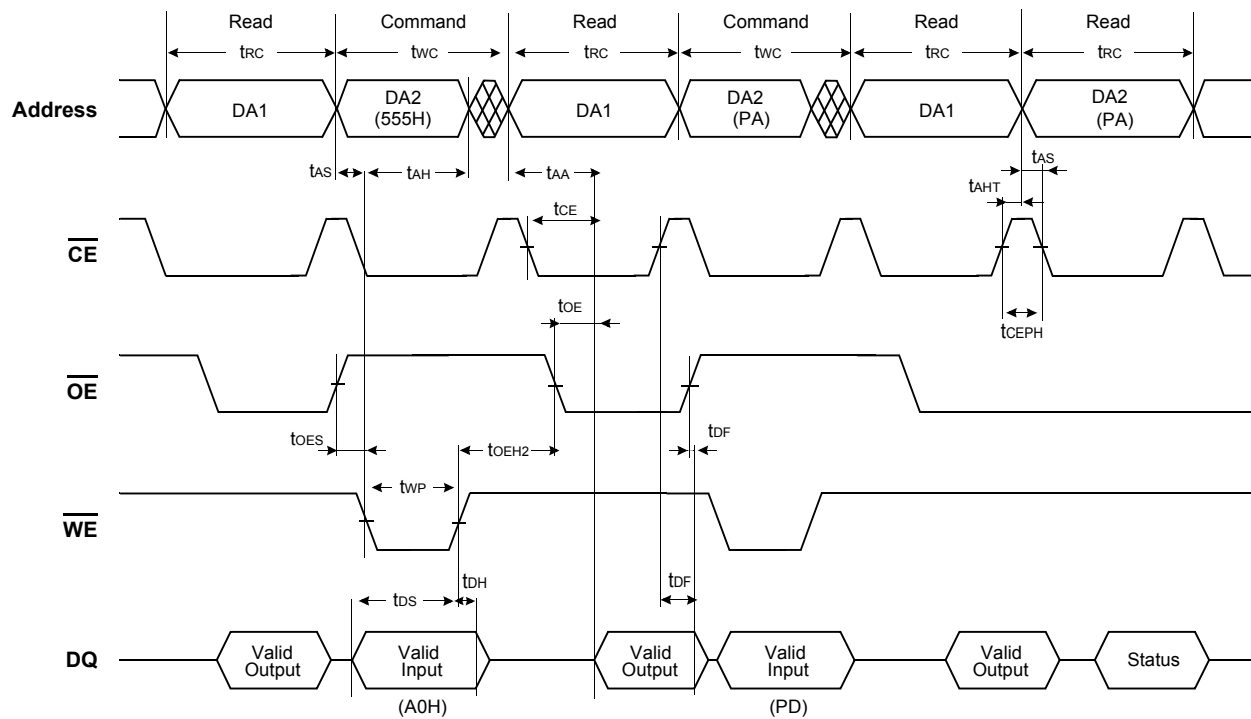 Read Command Read Command Read Read
tRC tWC tRC tWC tRC tRC
Address DA1 DA2 (555H) DA1 DA2 (PA) DA1 DA2 (PA)
tAS tAH tAA tAS
tAHT
tCE
CE
tOE
tCEPH
OE
tOES tOEH2 tDF
tWP
WE
tDH tDF
tDS
DQ Valid Output Valid Input Valid Output Valid Input Valid Output Status
(A0H) (PD)